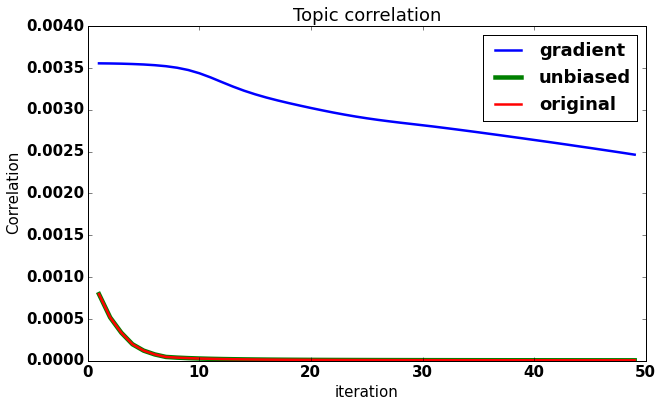 Topic correlation
0.0040
0.0035
0.0030
0.0025
0.0020
0.0015
0.0010
0.0005
0.0000
Correlation
gradient
unbiased
original
0 10 20 30 40 50
iteration